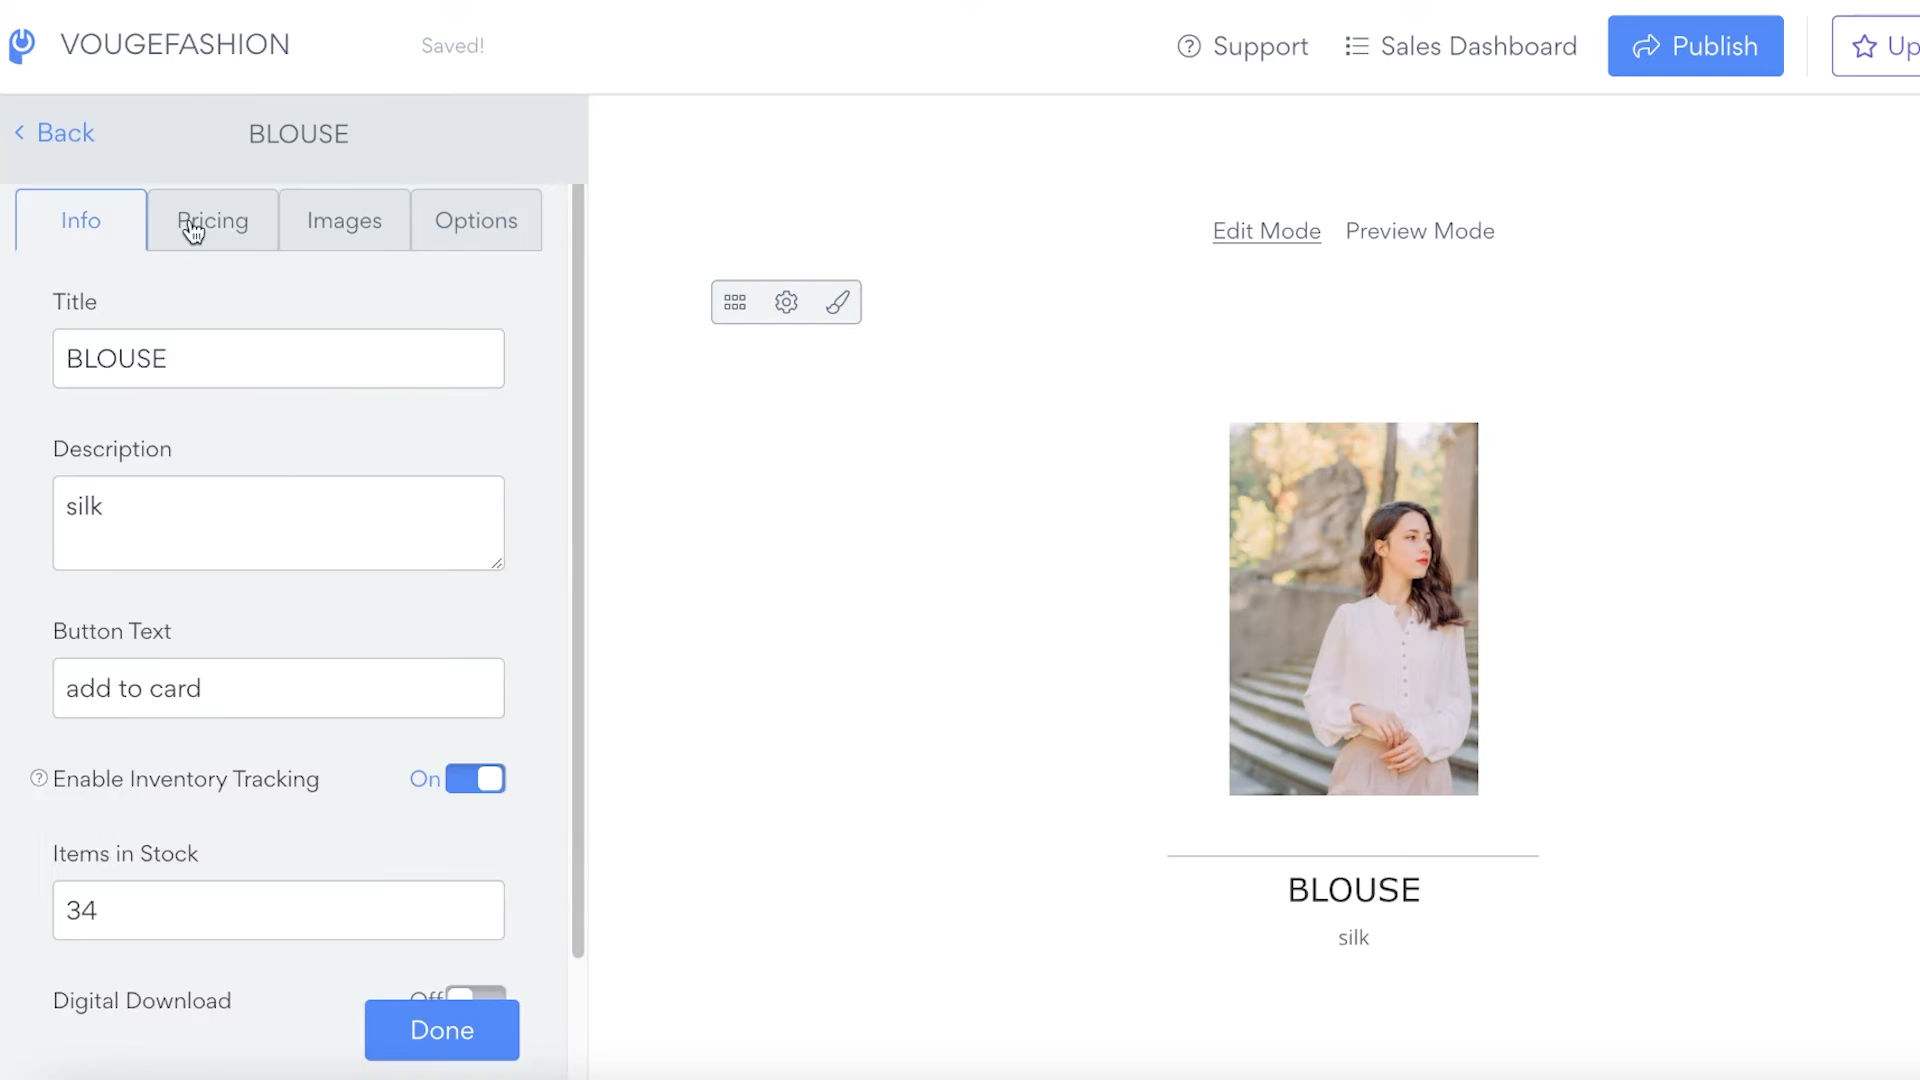 VOUGEFASHION
Saved!
Support
Sales Dashboard
Publish
Up
Back
BLOUSE
Info
Pricing
Images
Options
Edit Mode
Preview Mode
Title
BLOUSE
Description
silk
Button Text
add to card
Enable Inventory Tracking
On
Items in Stock
34
Digital Download
Off
Done
BLOUSE
silk